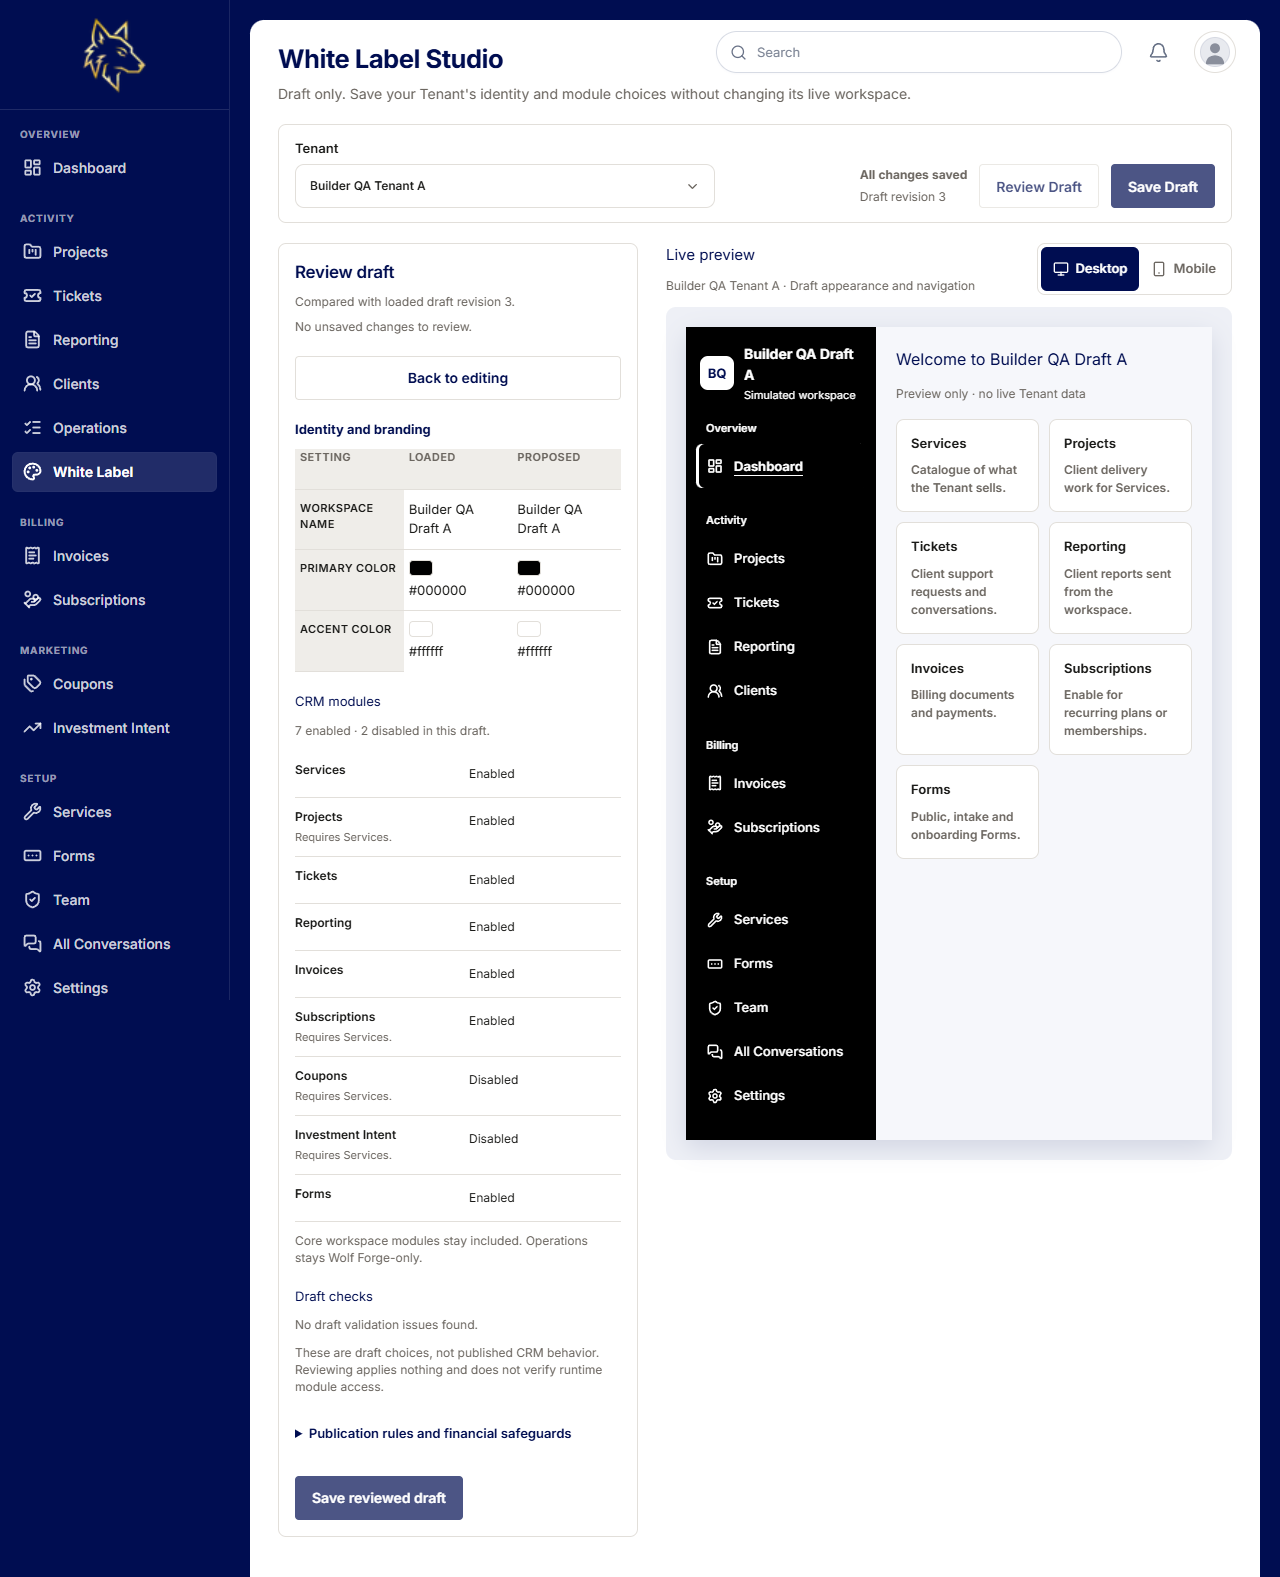 OVERVIEW
Dashboard
ACTIVITY
Projects
Tickets
Reporting
Clients
Operations
White Label
BILLING
Invoices
Subscriptions
MARKETING
Coupons
Investment Intent
SETUP
Services
Forms
Team
All Conversations
Settings
White Label Studio
Search
Draft only. Save your Tenant's identity and module choices without changing its live workspace.
Tenant
Builder QA Tenant A
All changes saved
Draft revision 3
Review Draft
Save Draft
Review draft
Compared with loaded draft revision 3.
No unsaved changes to review.
Back to editing
Identity and branding
SETTING LOADED PROPOSED
WORKSPACE NAME
Builder QA Draft A
Builder QA Draft A
PRIMARY COLOR
#000000
#000000
ACCENT COLOR
#ffffff
#ffffff
CRM modules
7 enabled · 2 disabled in this draft.
Services Enabled
Projects Enabled
Requires Services.
Tickets Enabled
Reporting Enabled
Invoices Enabled
Subscriptions Enabled
Requires Services.
Coupons Disabled
Requires Services.
Investment Intent Disabled
Requires Services.
Forms Enabled
Core workspace modules stay included. Operations
stays Wolf Forge-only.
Draft checks
No draft validation issues found.
These are draft choices, not published CRM behavior.
Reviewing applies nothing and does not verify runtime
module access.
Publication rules and financial safeguards
Save reviewed draft
Live preview
Builder QA Tenant A · Draft appearance and navigation
Desktop
Mobile
BQ
Builder QA Draft
A
Simulated workspace
Overview
Dashboard
Activity
Projects
Tickets
Reporting
Clients
Billing
Invoices
Subscriptions
Setup
Services
Forms
Team
All Conversations
Settings
Welcome to Builder QA Draft A
Preview only · no live Tenant data
Services
Catalogue of what
the Tenant sells.
Projects
Client delivery
work for Services.
Tickets
Client support
requests and
conversations.
Reporting
Client reports sent
from the
workspace.
Invoices
Billing documents
and payments.
Subscriptions
Enable for
recurring plans or
memberships.
Forms
Public, intake and
onboarding Forms.